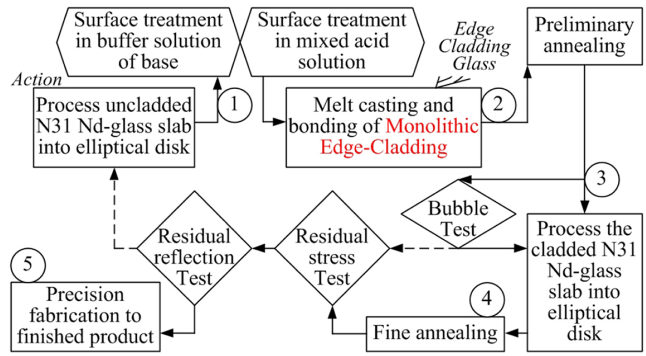 Surface treatment
in buffer solution
of base
Surface treatment
in mixed acid
solution
Edge
Cladding
Glass
Preliminary
annealing
Action
Process uncladded
N31 Nd-glass slab
into elliptical disk
1
Melt casting and
bonding of Monolithic
Edge-Cladding
2
3
Bubble
Test
Process the
cladded N31
Nd-glass
slab into
elliptical
disk
Residual
reflection
Test
Residual
stress
Test
4
Fine annealing
5
Precision
fabrication to
finished product